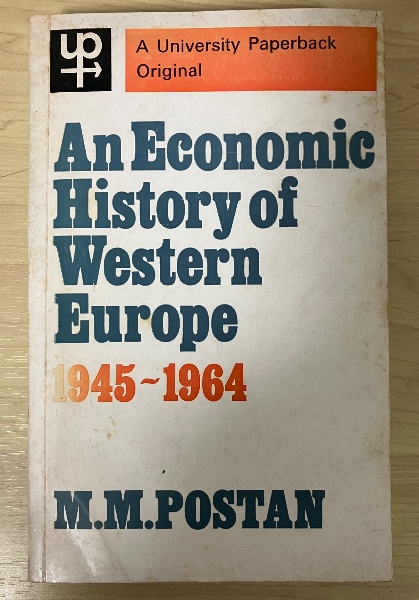 up
A University Paperback
Original
An Economic
History of
Western
Europe
1945~1964
M.M.POSTAN